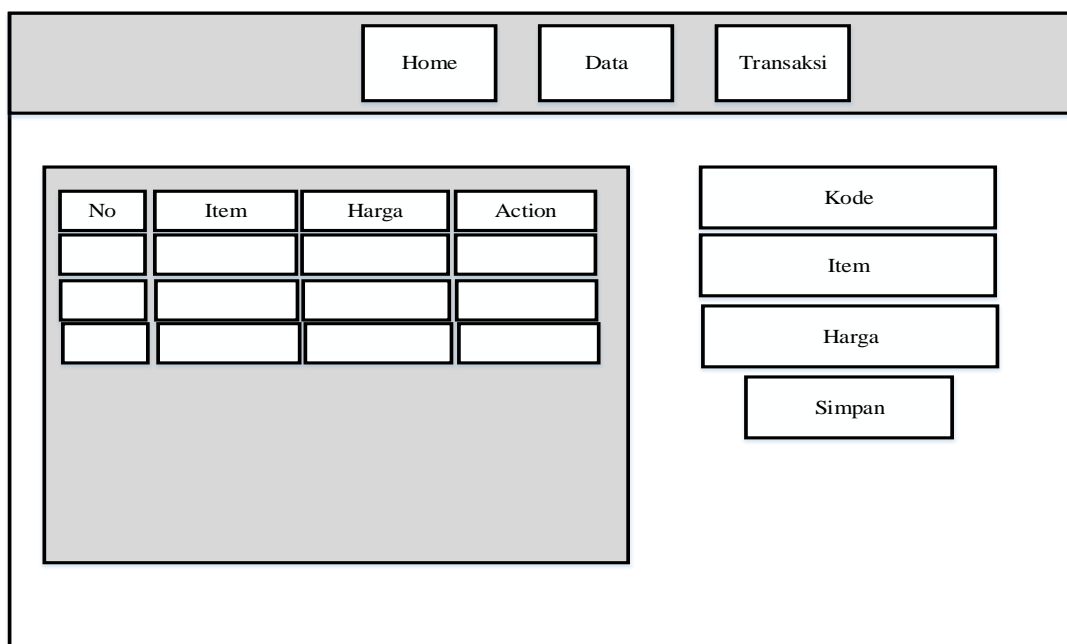 Home Data Transaksi
No Item Harga Action
Kode
Item
Harga
Simpan